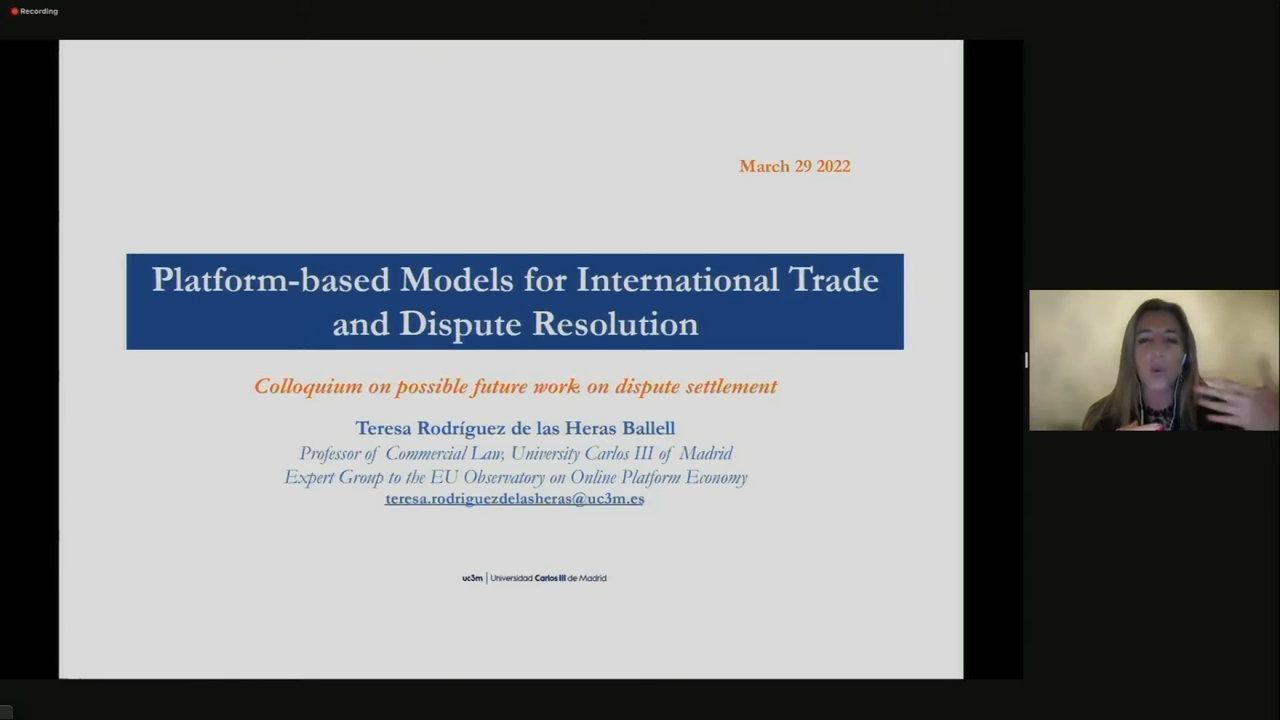 Recording
March 29 2022
Platform-based Models for International Trade
and Dispute Resolution
Colloquium on possible future work on dispute settlement
Teresa Rodríguez de las Heras Ballell
Professor of Commercial Law, University Carlos III of Madrid
Expert Group to the EU Observatory on Online Platform Economy
teresa.rodriguezdelasheras@uc3m.es
uc3m | Universidad Carlos III de Madrid